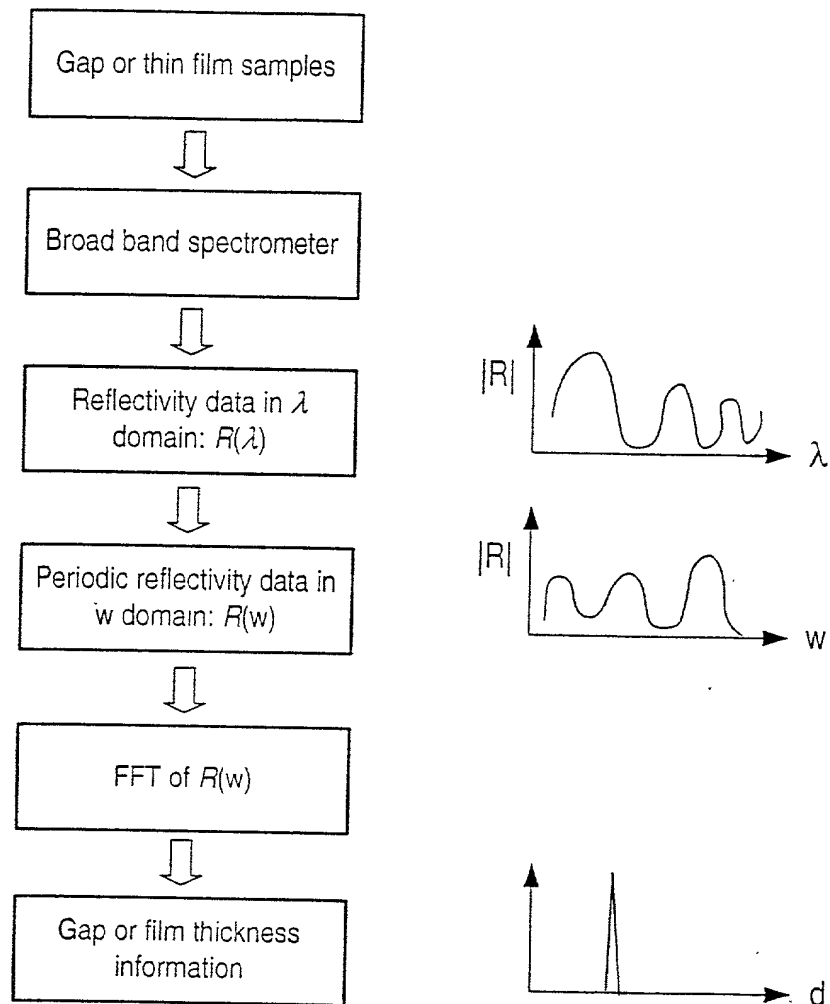 Gap or thin film samples
Broad band spectrometer
Reflectivity data in λ
domain: R(λ)
|R|
λ
Periodic reflectivity data in
w domain: R(w)
|R|
w
FFT of R(w)
Gap or film thickness
information
d